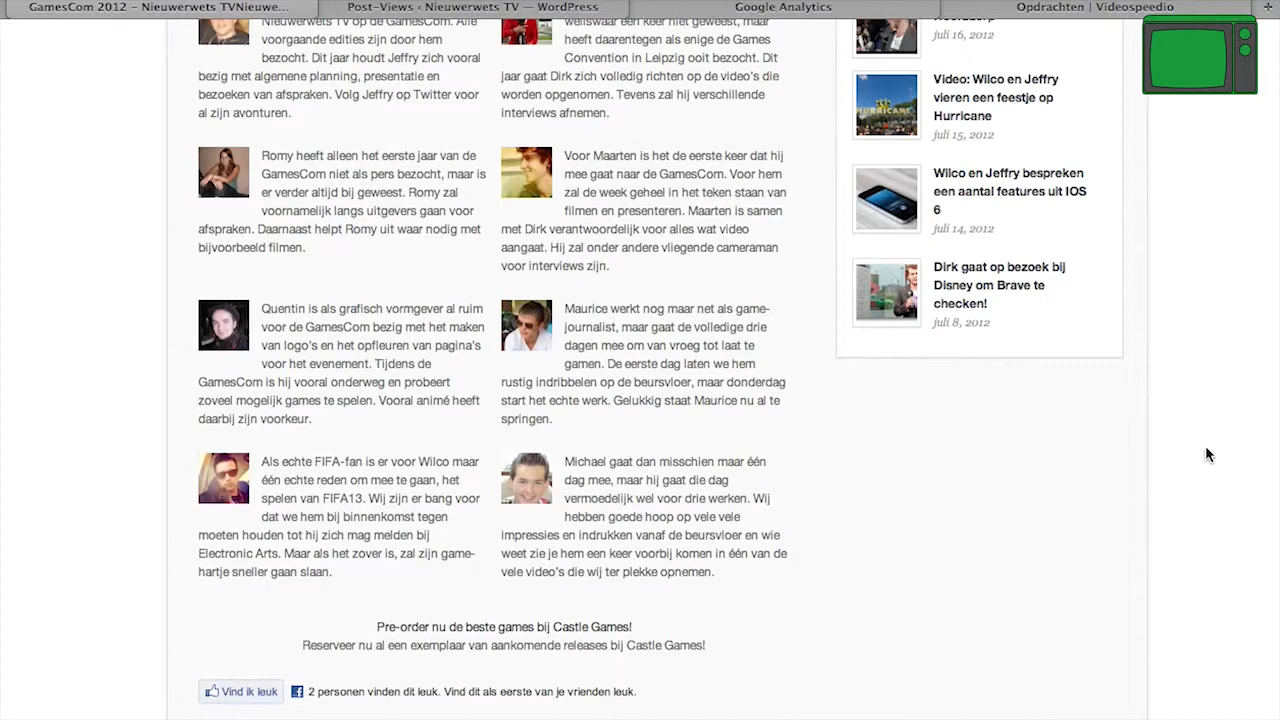 GamesCom 2012 – Nieuwerwets TVNieuwe...
Post-Views ‹ Nieuwerwets TV — WordPress
Google Analytics
Opdrachten | Videospeedio
Nieuwerwets TV op de GamesCom. Alle
voorgaande edities zijn door hem
bezocht. Dit jaar houdt Jeffry zich vooral
bezig met algemene planning, presentatie en
bezoeken van afspraken. Volg Jeffry op Twitter voor
al zijn avonturen.
weliswaar een keer niet geweest, maar
heeft daarentegen als enige de Games
Convention in Leipzig ooit bezocht. Dit
jaar gaat Dirk zich volledig richten op de video's die
worden opgenomen. Tevens zal hij verschillende
interviews afnemen.
Romy heeft alleen het eerste jaar van de
GamesCom niet als pers bezocht, maar is
er verder altijd bij geweest. Romy zal
voornamelijk langs uitgevers gaan voor
afspraken. Daarnaast helpt Romy uit waar nodig met
bijvoorbeeld filmen.
Voor Maarten is het de eerste keer dat hij
mee gaat naar de GamesCom. Voor hem
zal de week geheel in het teken staan van
filmen en presenteren. Maarten is samen
met Dirk verantwoordelijk voor alles wat video
aangaat. Hij zal onder andere vliegende cameraman
voor interviews zijn.
Quentin is als grafisch vormgever al ruim
voor de GamesCom bezig met het maken
van logo's en het opfleuren van pagina's
voor het evenement. Tijdens de
GamesCom is hij vooral onderweg en probeert
zoveel mogelijk games te spelen. Vooral animé heeft
daarbij zijn voorkeur.
Maurice werkt nog maar net als game-
journalist, maar gaat de volledige drie
dagen mee om van vroeg tot laat te
gamen. De eerste dag laten we hem
rustig indribbelen op de beursvloer, maar donderdag
start het echte werk. Gelukkig staat Maurice nu al te
springen.
Als echte FIFA-fan is er voor Wilco maar
één echte reden om mee te gaan, het
spelen van FIFA13. Wij zijn er bang voor
dat we hem bij binnenkomst tegen
moeten houden tot hij zich mag melden bij
Electronic Arts. Maar als het zover is, zal zijn game-
hartje sneller gaan slaan.
Michael gaat dan misschien maar één
dag mee, maar hij gaat die dag
vermoedelijk wel voor drie werken. Wij
hebben goede hoop op vele vele
impressies en indrukken vanaf de beursvloer en wie
weet zie je hem een keer voorbij komen in één van de
vele video's die wij ter plekke opnemen.
Pre-order nu de beste games bij Castle Games!
Reserveer nu al een exemplaar van aankomende releases bij Castle Games!
Vind ik leuk
2 personen vinden dit leuk. Vind dit als eerste van je vrienden leuk.
juli 16, 2012
Video: Wilco en Jeffry
vieren een feestje op
Hurricane
juli 15, 2012
HURRICANE
Wilco en Jeffry bespreken
een aantal features uit IOS
6
juli 14, 2012
Dirk gaat op bezoek bij
Disney om Brave te
checken!
juli 8, 2012